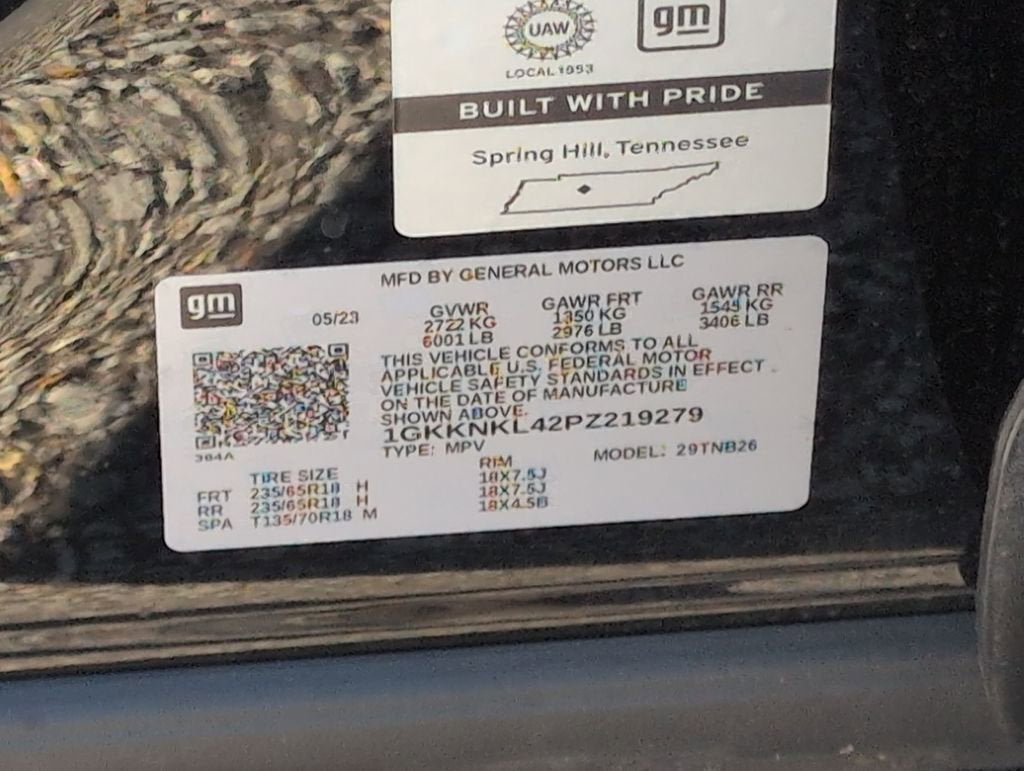 UAW
gm
LOCAL 1853
BUILT WITH PRIDE
Spring Hill, Tennessee
MFD BY GENERAL MOTORS LLC
gm
05/23
GVWR GAWR FRT GAWR RR
2722 KG 1350 KG 1545 KG
6001 LB 2976 LB 3406 LB
THIS VEHICLE CONFORMS TO ALL
APPLICABLE U.S. FEDERAL MOTOR
VEHICLE SAFETY STANDARDS IN EFFECT
ON THE DATE OF MANUFACTURE
SHOWN ABOVE.
1GKKNKL42PZ219279
384A
TYPE: MPV MODEL: 29TNB26
TIRE SIZE RIM
FRT 235/65R18 H 18X7.5J
RR 235/65R18 H 18X7.5J
SPA T135/70R18 M 18X4.5B